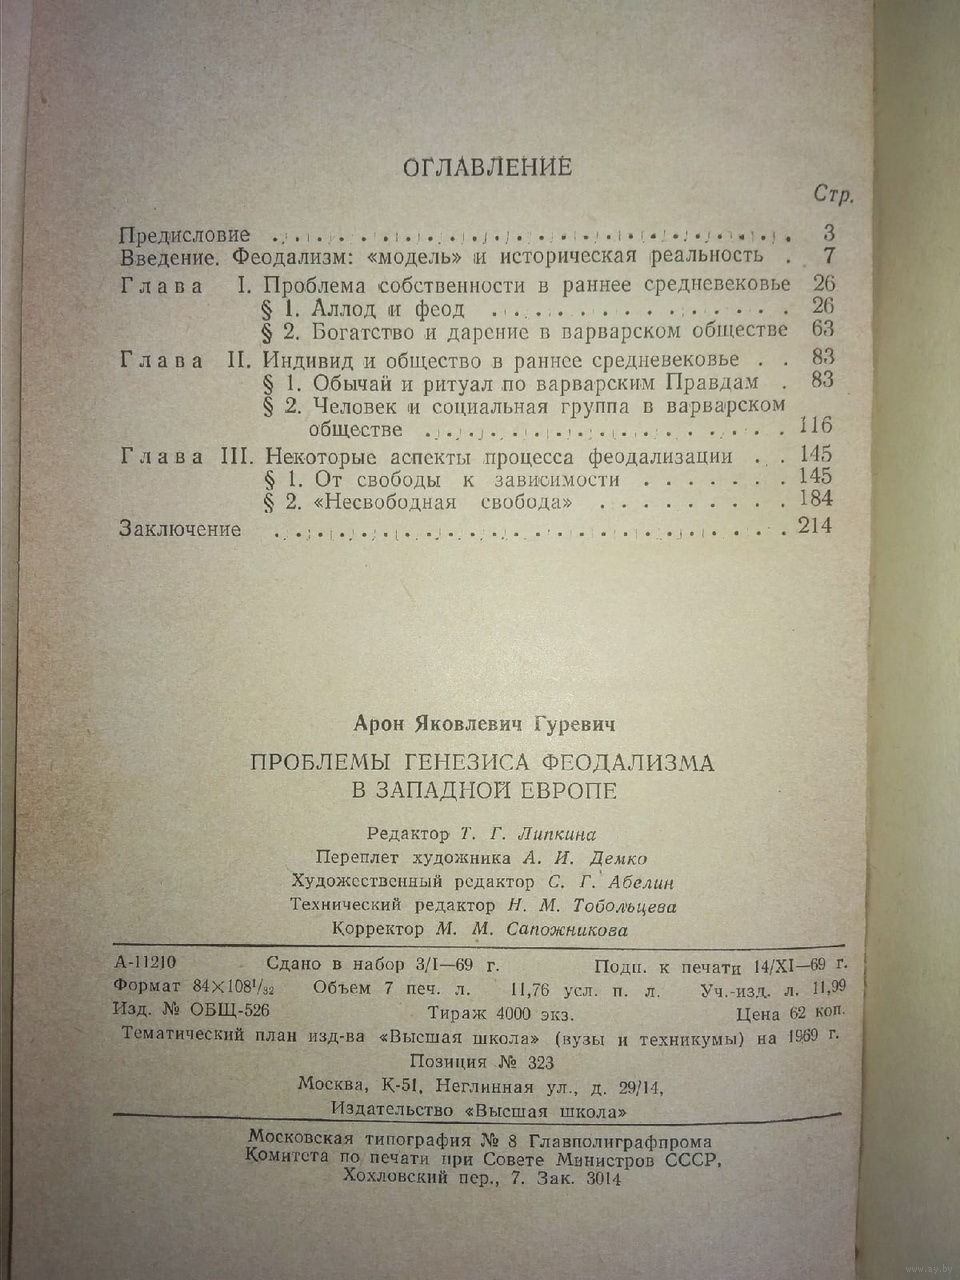 ОГЛАВЛЕНИЕ
Стр.
Предисловие . . . . . . . . . . . . . . . . . . . . 3
Введение. Феодализм: «модель» и историческая реальность . . 7
Глава I. Проблема собственности в раннее средневековье 26
§ 1. Аллод и феод . . . . . . . . . . . . . . . 26
§ 2. Богатство и дарение в варварском обществе 63
Глава II. Индивид и общество в раннее средневековье . . 83
§ 1. Обычай и ритуал по варварским Правдам . 83
§ 2. Человек и социальная группа в варварском
обществе . . . . . . . . . . . . . . . . 116
Глава III. Некоторые аспекты процесса феодализации . . . 145
§ 1. От свободы к зависимости . . . . . . . 145
§ 2. «Несвободная свобода» . . . . . . . . . 184
Заключение . . . . . . . . . . . . . . . . . . . . 214
Арон Яковлевич Гуревич
ПРОБЛЕМЫ ГЕНЕЗИСА ФЕОДАЛИЗМА
В ЗАПАДНОЙ ЕВРОПЕ
Редактор Т. Г. Липкина
Переплет художника А. И. Демко
Художественный редактор С. Г. Абелин
Технический редактор Н. М. Тобольцева
Корректор М. М. Сапожникова
А-11210 Сдано в набор 3/I—69 г. Подп. к печати 14/XI—69 г.
Формат 84×108¹/₃₂ Объем 7 печ. л. 11,76 усл. п. л. Уч.-изд. л. 11,99
Изд. № ОБЩ-526 Тираж 4000 экз. Цена 62 коп.
Тематический план изд-ва «Высшая школа» (вузы и техникумы) на 1969 г.
Позиция № 323
Москва, К-51, Неглинная ул., д. 29/14,
Издательство «Высшая школа»
Московская типография № 8 Главполиграфпрома
Комитета по печати при Совете Министров СССР,
Хохловский пер., 7. Зак. 3014
www.ay.by